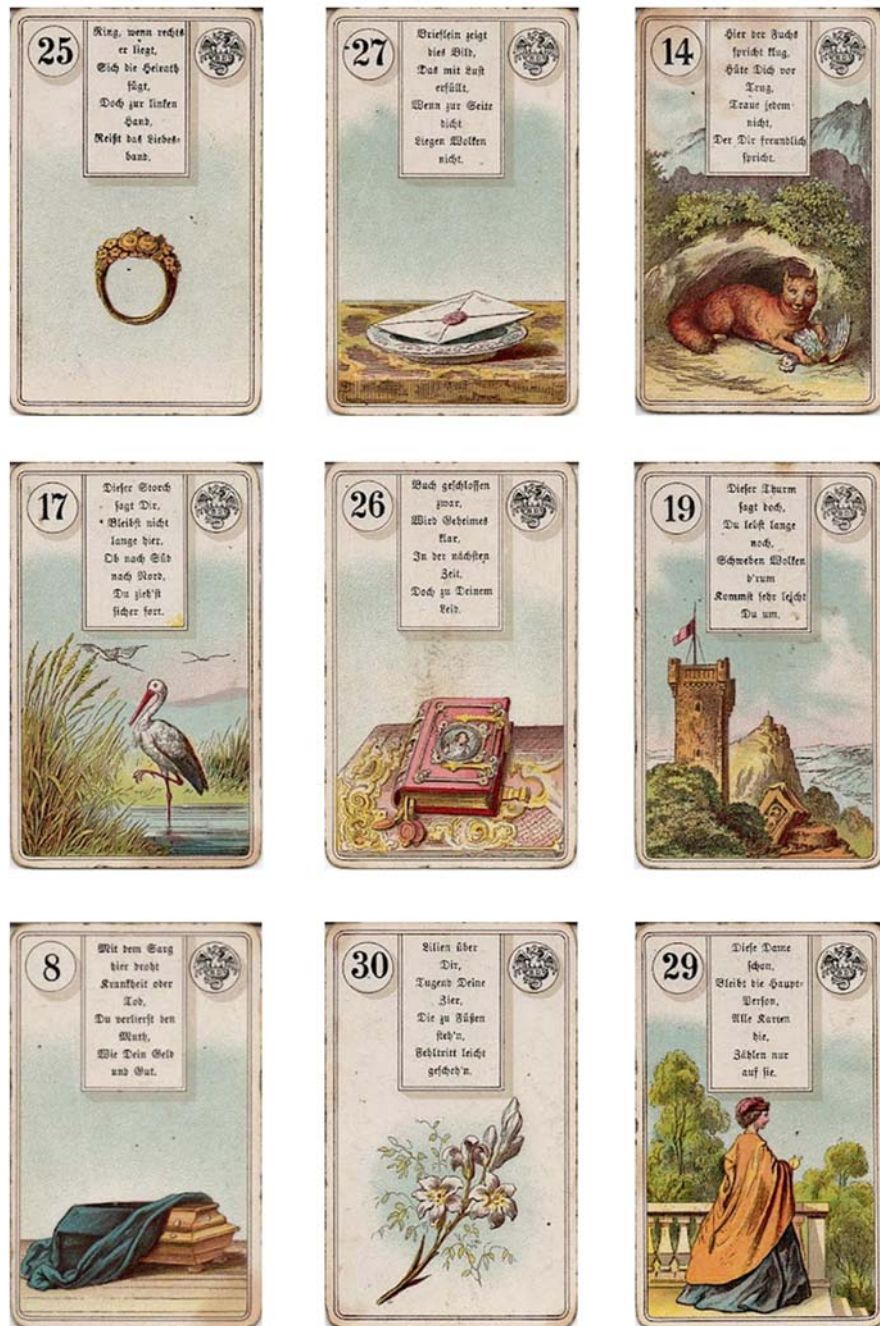 25
Ring, wenn rechts
er liegt,
Sich die Heirath
fügt,
Doch zur linken
Hand,
Reißt das Liebes-
band.
27
Brieflein zeigt
dies Bild,
Das mit Lust
erfüllt,
Wenn zur Seite
dicht
Liegen Wolken
nicht.
14
Hier der Fuchs
spricht klug,
Hüte Dich vor
Trug,
Traue jedem
nicht,
Der Dir freundlich
spricht.
17
Dieser Storch
sagt Dir,
Bleibst nicht
lange hier,
Ob nach Süd
nach Nord,
Du zieh'st
sicher fort.
26
Buch geschlossen
zwar,
Wird Geheimes
klar,
In der nächsten
Zeit,
Doch zu Deinem
Leid.
19
Dieser Thurm
sagt doch,
Du lebst lange
noch,
Schweben Wolken
d'rum
Kommst sehr leicht
Du um.
8
Mit dem Sarg
hier droht
Krankheit oder
Tod,
Du verlierst den
Muth,
Wie Dein Geld
und Gut.
30
Lilien über
Dir,
Tugend Deine
Zier,
Die zu Füßen
steh'n,
Fehltritt leicht
gescheh'n.
29
Diese Dame
schon,
Bleibt die Haupt-
Person,
Alle Karten
hie,
Zählen nur
auf sie.